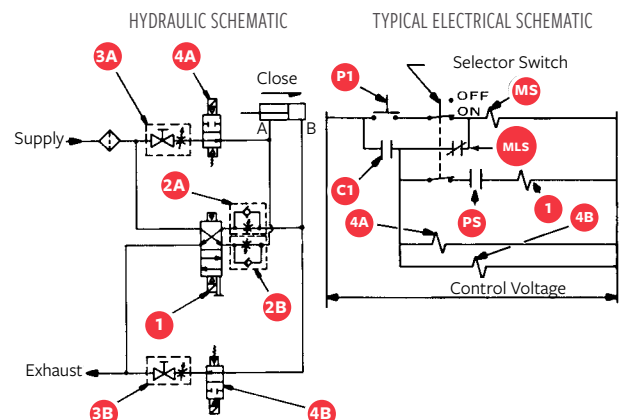 HYDRAULIC SCHEMATIC
TYPICAL ELECTRICAL SCHEMATIC
3A
4A
Close
Supply
A
B
2A
2B
1
Exhaust
3B
4B
Selector Switch
P1
OFF
ON
MS
MLS
C1
PS
1
4A
4B
Control Voltage